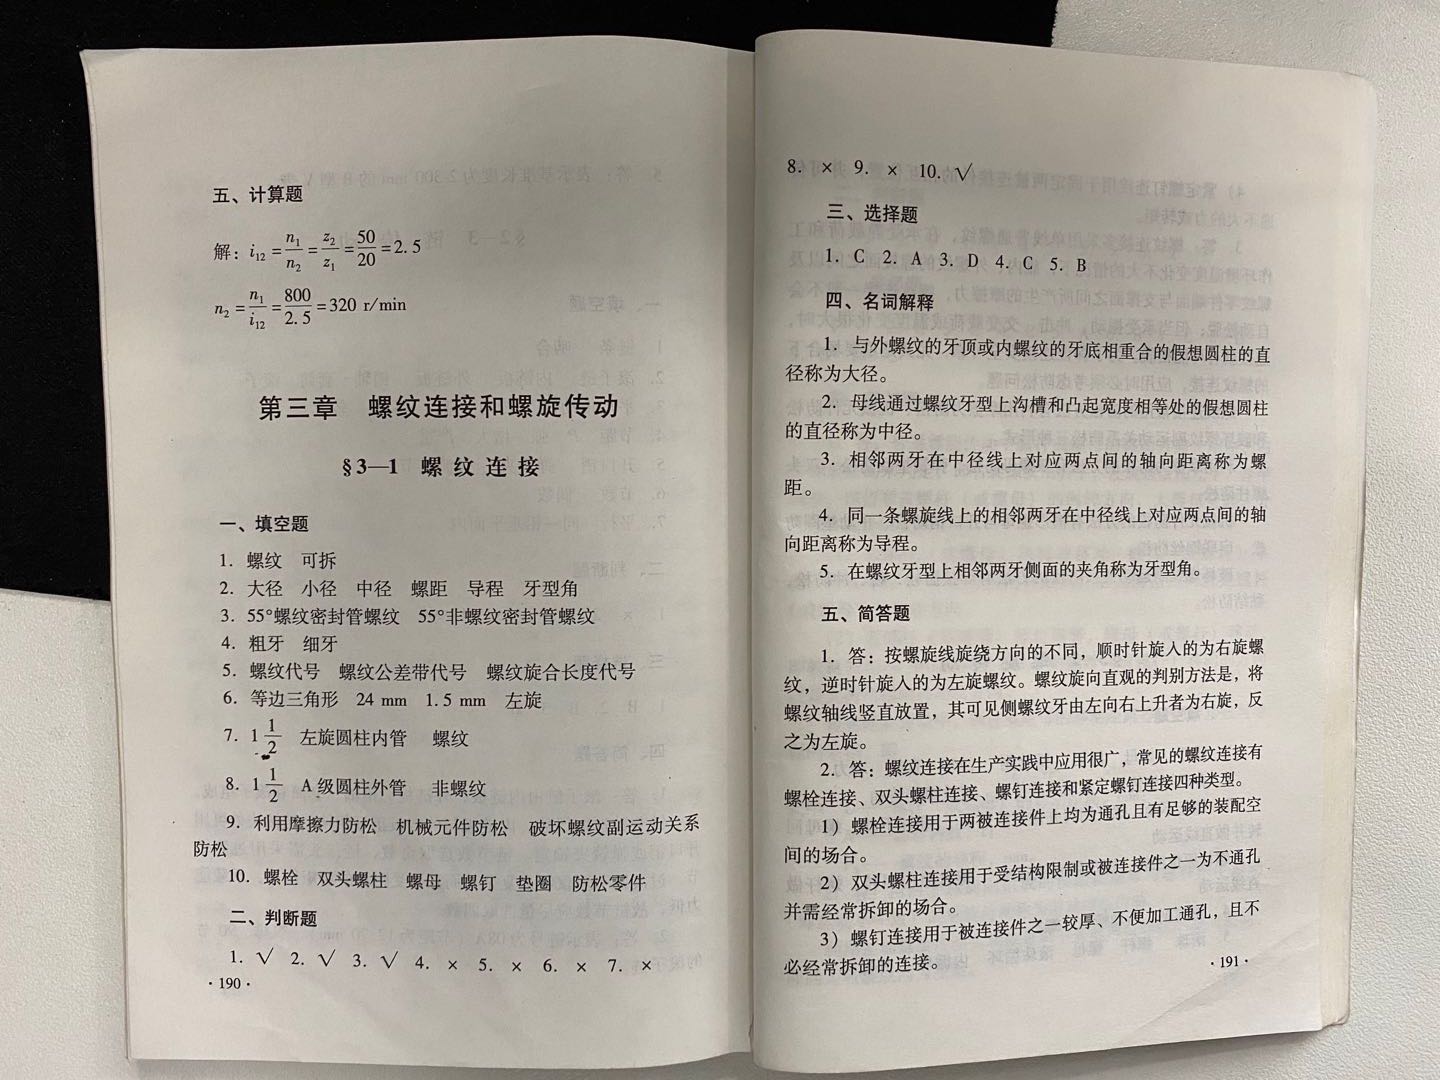 五、计算题
解：i₁₂ = n₁/n₂ = z₂/z₁ = 50/20 = 2.5
n₂ = n₁/i₁₂ = 800/2.5 = 320 r/min
第三章 螺纹连接和螺旋传动
§3—1 螺纹连接
一、填空题
1. 螺纹 可拆
2. 大径 小径 中径 螺距 导程 牙型角
3. 55°螺纹密封管螺纹 55°非螺纹密封管螺纹
4. 粗牙 细牙
5. 螺纹代号 螺纹公差带代号 螺纹旋合长度代号
6. 等边三角形 24 mm 1.5 mm 左旋
7. 1 1/2 左旋圆柱内管 螺纹
8. 1 1/2 A级圆柱外管 非螺纹
9. 利用摩擦力防松 机械元件防松 破坏螺纹副运动关系
防松
10. 螺栓 双头螺柱 螺母 螺钉 垫圈 防松零件
二、判断题
1. √ 2. √ 3. √ 4. × 5. × 6. × 7. ×
· 190 ·
8. × 9. × 10. √
三、选择题
1. C 2. A 3. D 4. C 5. B
四、名词解释
1. 与外螺纹的牙顶或内螺纹的牙底相重合的假想圆柱的直
径称为大径。
2. 母线通过螺纹牙型上沟槽和凸起宽度相等处的假想圆柱
的直径称为中径。
3. 相邻两牙在中径线上对应两点间的轴向距离称为螺
距。
4. 同一条螺旋线上的相邻两牙在中径线上对应两点间的轴
向距离称为导程。
5. 在螺纹牙型上相邻两牙侧面的夹角称为牙型角。
五、简答题
1. 答：按螺旋线旋绕方向的不同，顺时针旋入的为右旋螺
纹，逆时针旋入的为左旋螺纹。螺纹旋向直观的判别方法是，将
螺纹轴线竖直放置，其可见侧螺纹牙由左向右上升者为右旋，反
之为左旋。
2. 答：螺纹连接在生产实践中应用很广，常见的螺纹连接有
螺栓连接、双头螺柱连接、螺钉连接和紧定螺钉连接四种类型。
1）螺栓连接用于两被连接件上均为通孔且有足够的装配空
间的场合。
2）双头螺柱连接用于受结构限制或被连接件之一为不通孔
并需经常拆卸的场合。
3）螺钉连接用于被连接件之一较厚、不便加工通孔，且不
必经常拆卸的连接。
· 191 ·